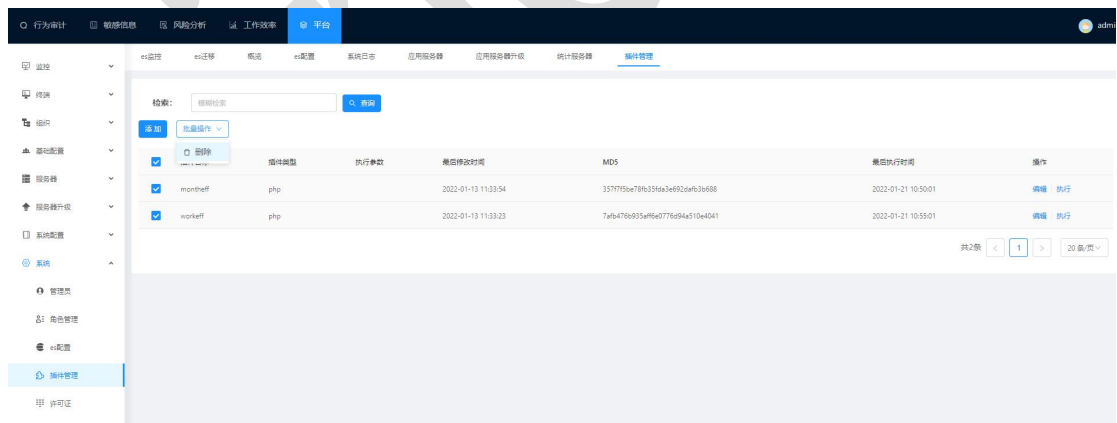 行为审计 敏感信息 风险分析 工作效率 平台 admi
es监控 es迁移 概览 es配置 系统日志 应用服务器 应用服务器升级 统计服务器 插件管理
监控
终端
组织
基础配置
服务器
服务器升级
系统配置
系统
管理员
角色管理
es配置
插件管理
许可证
检索: 模糊检索 查询
添加 批量操作
删除
插件类型 执行参数 最后修改时间 MD5 最后执行时间 操作
montheff php 2022-01-13 11:33:54 357f7f5be78fb35fda3e692dafb3b688 2022-01-21 10:50:01 编辑 执行
workeff php 2022-01-13 11:33:23 7afb476b935aff6e0776d94a510e4041 2022-01-21 10:55:01 编辑 执行
共2条 < 1 > 20 条/页